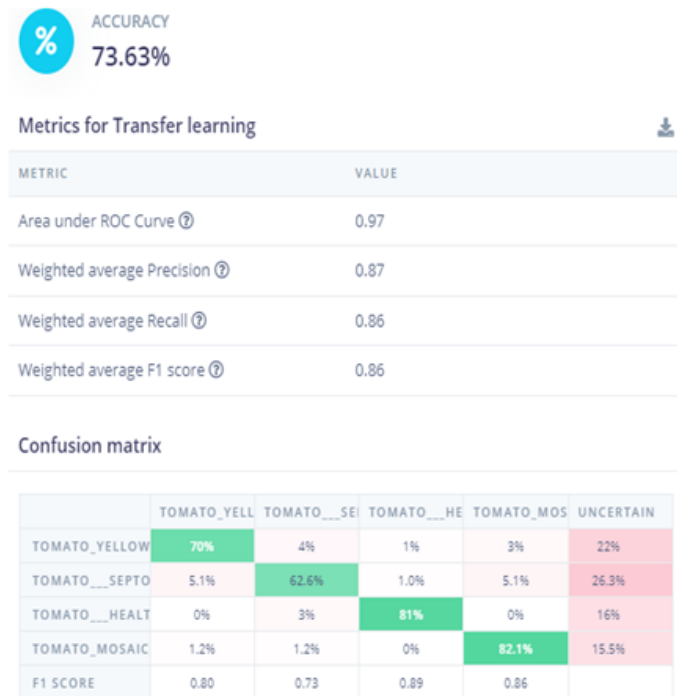 %
ACCURACY
73.63%
Metrics for Transfer learning
METRIC VALUE
Area under ROC Curve ? 0.97
Weighted average Precision ? 0.87
Weighted average Recall ? 0.86
Weighted average F1 score ? 0.86
Confusion matrix
TOMATO_YELL TOMATO___SEI TOMATO___HE TOMATO_MOS UNCERTAIN
TOMATO_YELLOW 70% 4% 1% 3% 22%
TOMATO___SEPTO 5.1% 62.6% 1.0% 5.1% 26.3%
TOMATO___HEALT 0% 3% 81% 0% 16%
TOMATO_MOSAIC 1.2% 1.2% 0% 82.1% 15.5%
F1 SCORE 0.80 0.73 0.89 0.86